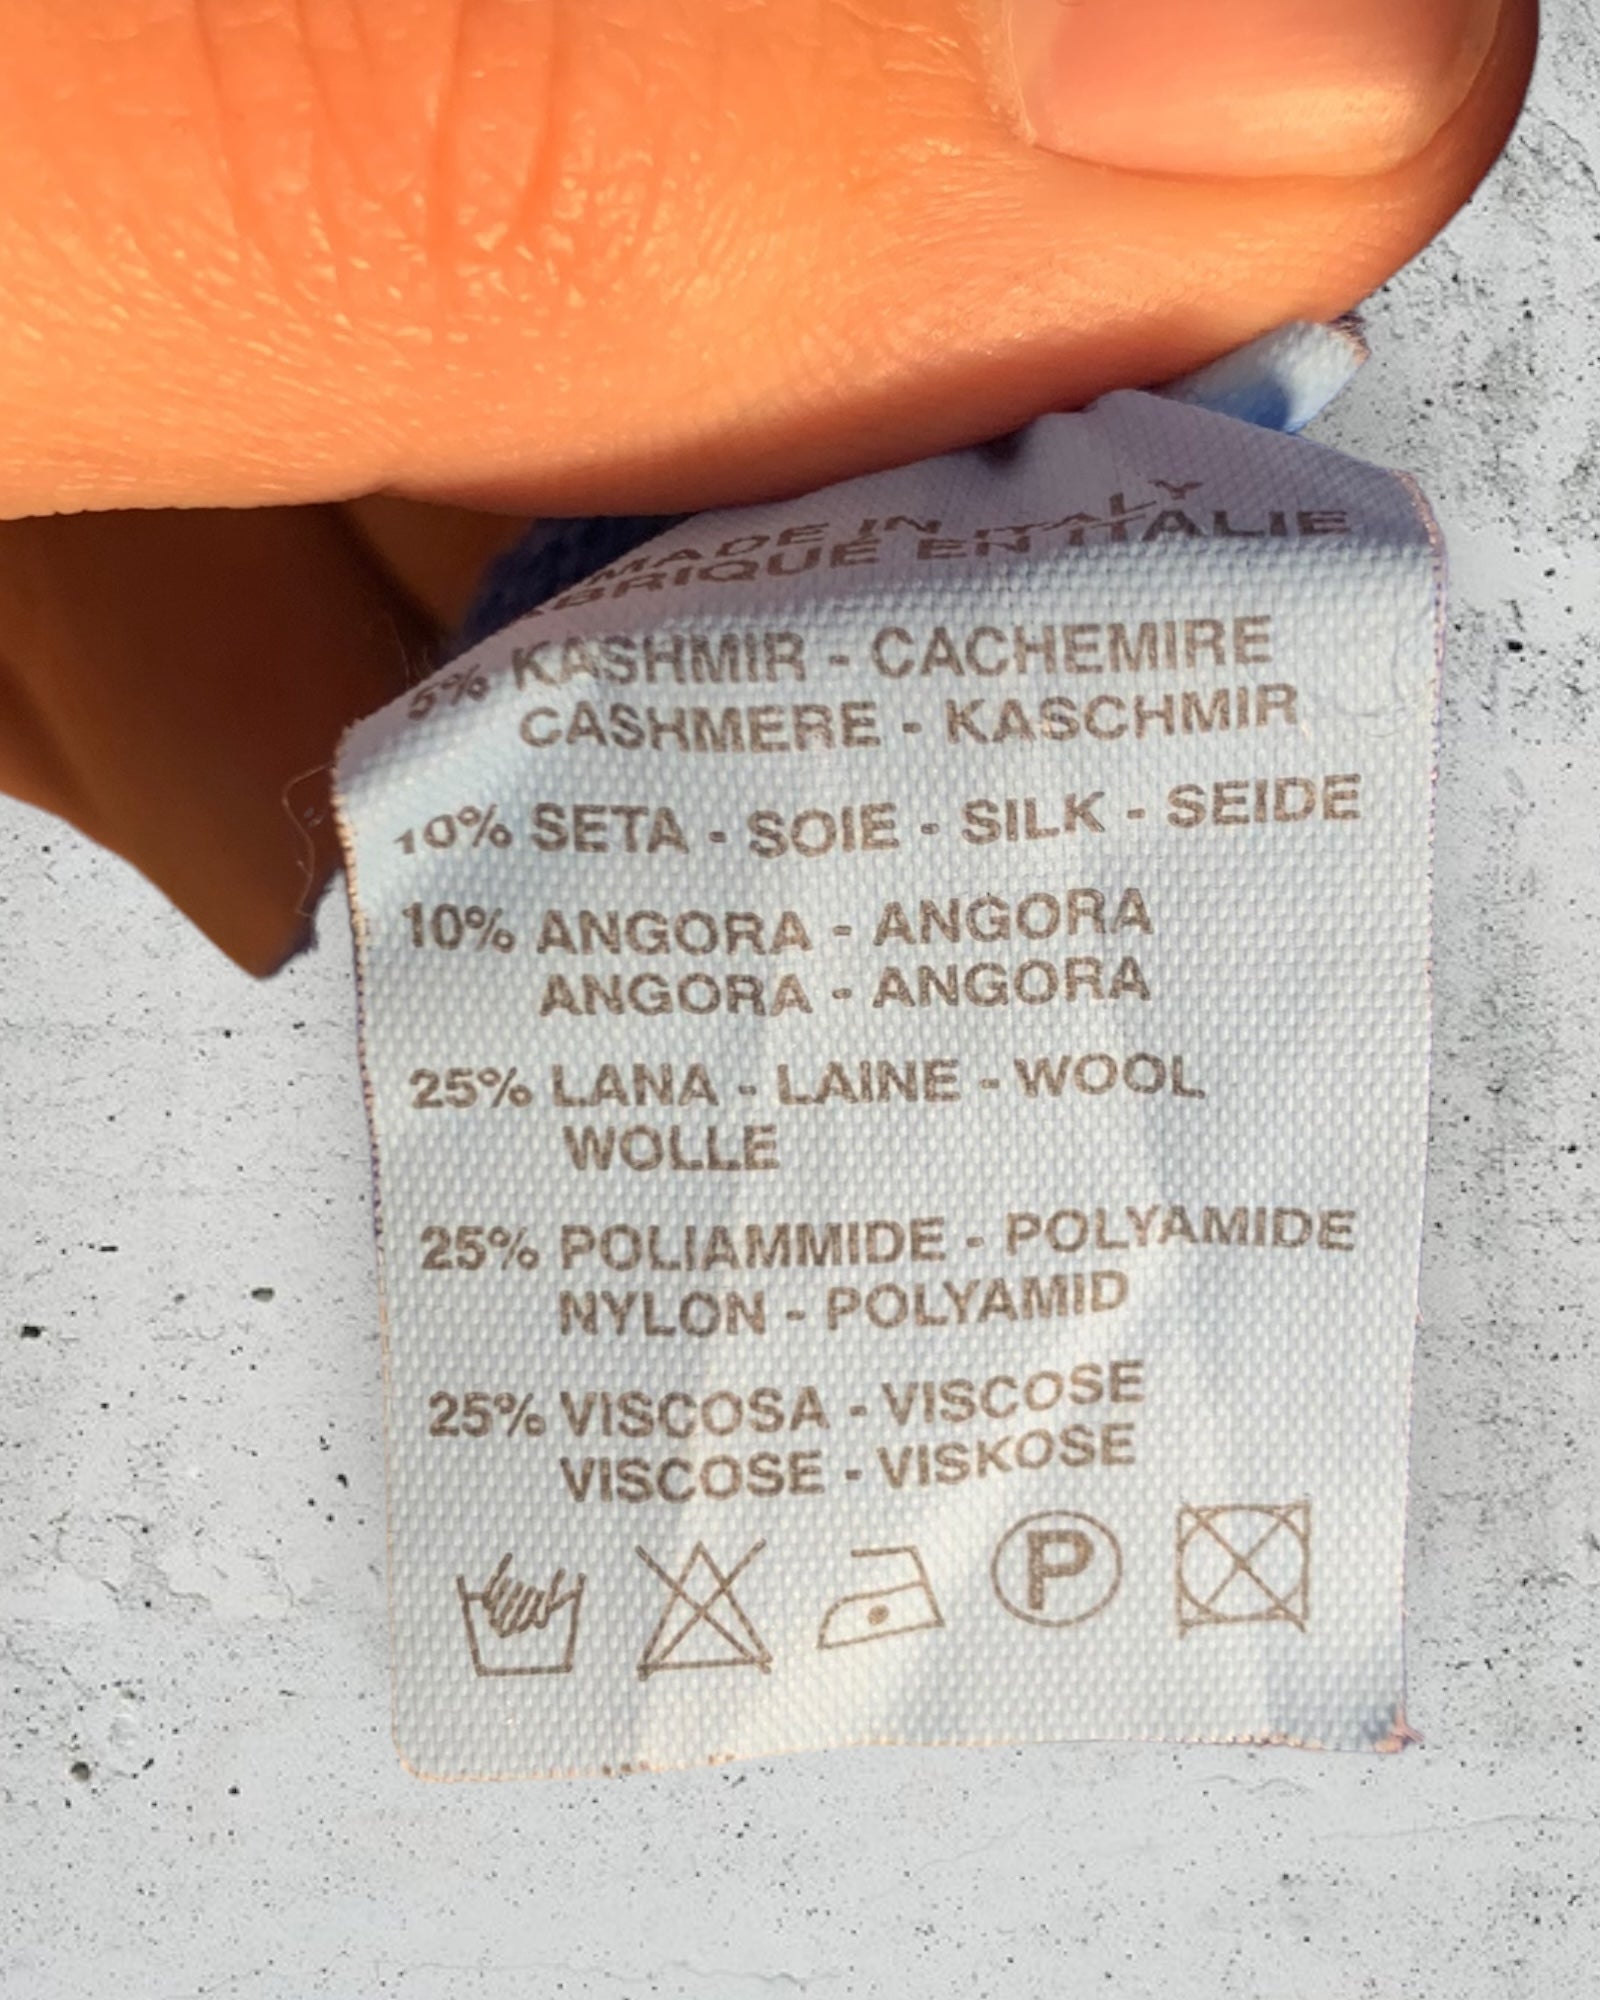 MADE IN ITALY
FABRIQUÉ EN ITALIE
5% KASHMIR - CACHEMIRE
CASHMERE - KASCHMIR
10% SETA - SOIE - SILK - SEIDE
10% ANGORA - ANGORA
ANGORA - ANGORA
25% LANA - LAINE - WOOL
WOLLE
25% POLIAMMIDE - POLYAMIDE
NYLON - POLYAMID
25% VISCOSA - VISCOSE
VISCOSE - VISKOSE
P